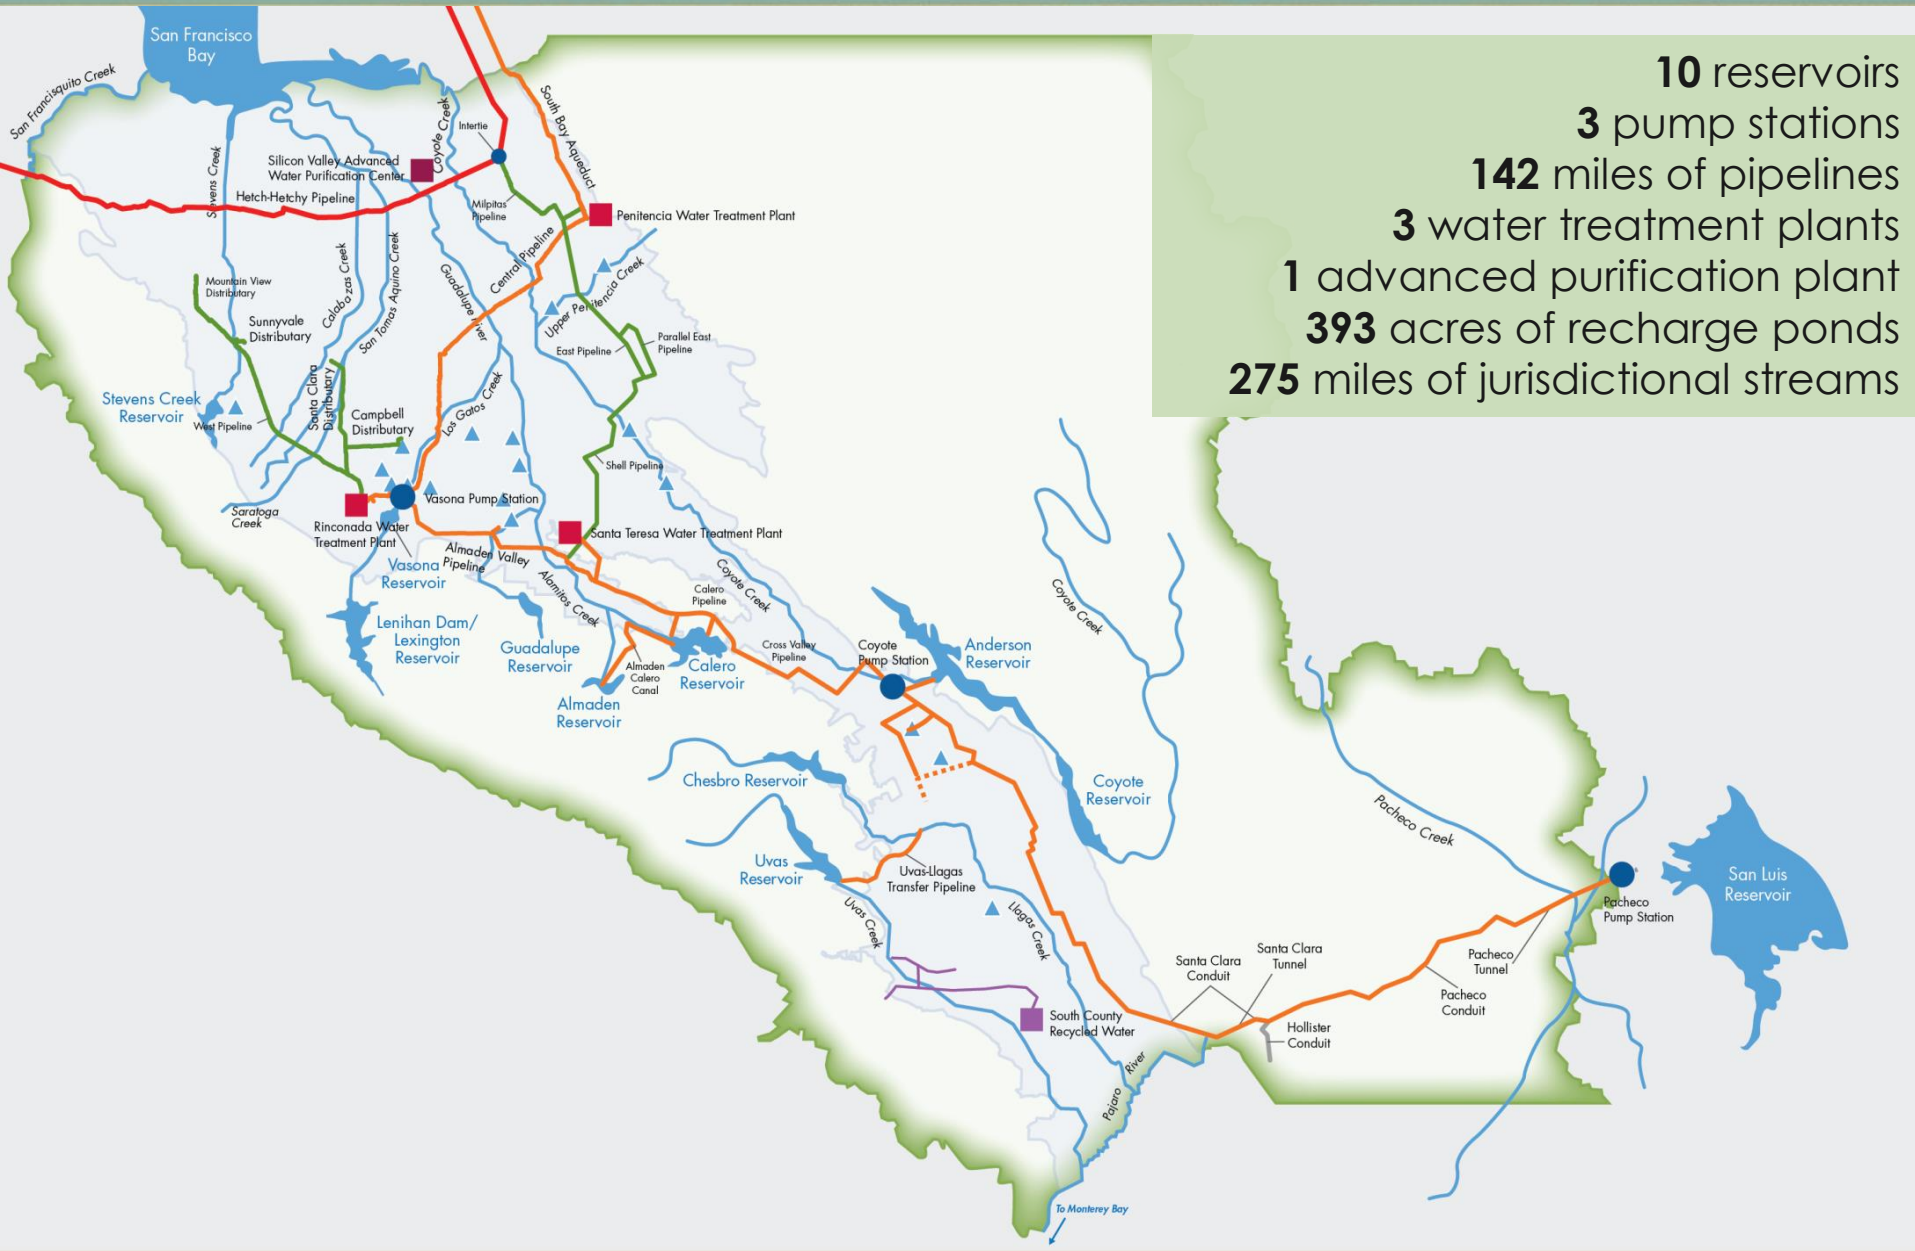 San Francisco
Bay
10 reservoirs
3 pump stations
142 miles of pipelines
3 water treatment plants
1 advanced purification plant
393 acres of recharge ponds
275 miles of jurisdictional streams
San Francisquito Creek
Coyote Creek
Intertie
South Bay Aqueduct
Stevens Creek
Silicon Valley Advanced
Water Purification Center
Hetch-Hetchy Pipeline
Milpitas
Pipeline
Penitencia Water Treatment Plant
Central Pipeline
Guadalupe River
Calabazas Creek
San Tomas Aquino Creek
Upper Penitencia Creek
Mountain View
Distributary
Sunnyvale
Distributary
East Pipeline
Parallel East
Pipeline
Stevens Creek
Reservoir
West Pipeline
Santa Clara
Distributary
Campbell
Distributary
Los Gatos Creek
Shell Pipeline
Vasona Pump Station
Saratoga
Creek
Rinconada Water
Treatment Plant
Santa Teresa Water Treatment Plant
Vasona
Reservoir
Almaden Valley
Pipeline
Alamitos Creek
Coyote Creek
Calero
Pipeline
Coyote Creek
Lenihan Dam/
Lexington
Reservoir
Guadalupe
Reservoir
Almaden
Calero
Canal
Calero
Reservoir
Cross Valley
Pipeline
Coyote
Pump Station
Anderson
Reservoir
Almaden
Reservoir
Chesbro Reservoir
Coyote
Reservoir
Pacheco Creek
Uvas
Reservoir
Uvas-Llagas
Transfer Pipeline
San Luis
Reservoir
Pacheco
Pump Station
Uvas Creek
Llagas Creek
Santa Clara
Conduit
Santa Clara
Tunnel
Pacheco
Tunnel
Pacheco
Conduit
South County
Recycled Water
Hollister
Conduit
Pajaro River
To Monterey Bay